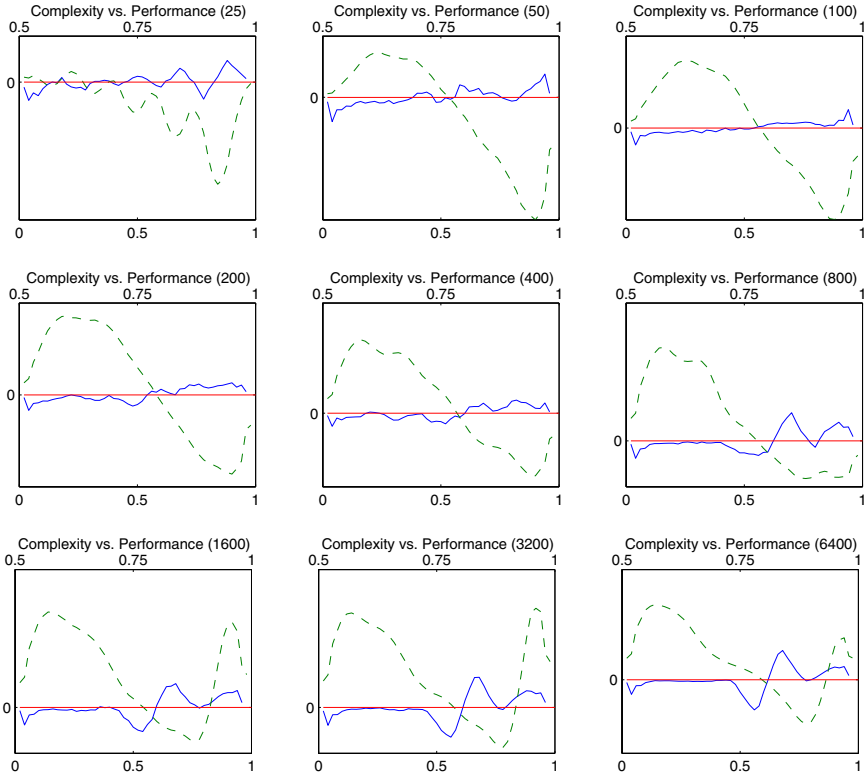 Complexity vs. Performance (25)
0.5 0.75 1
0
0 0.5 1
Complexity vs. Performance (50)
0.5 0.75 1
0
0 0.5 1
Complexity vs. Performance (100)
0.5 0.75 1
0
0 0.5 1
Complexity vs. Performance (200)
0.5 0.75 1
0
0 0.5 1
Complexity vs. Performance (400)
0.5 0.75 1
0
0 0.5 1
Complexity vs. Performance (800)
0.5 0.75 1
0
0 0.5 1
Complexity vs. Performance (1600)
0.5 0.75 1
0
0 0.5 1
Complexity vs. Performance (3200)
0.5 0.75 1
0
0 0.5 1
Complexity vs. Performance (6400)
0.5 0.75 1
0
0 0.5 1